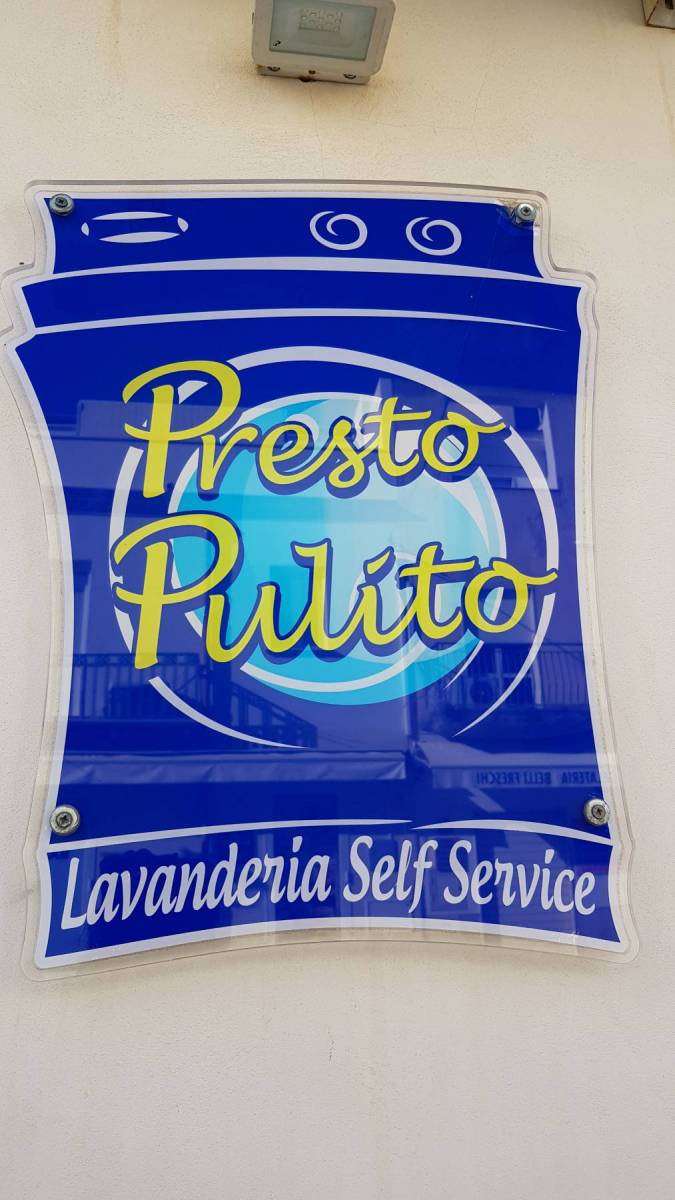 Presto
Pulito
Lavanderia Self Service